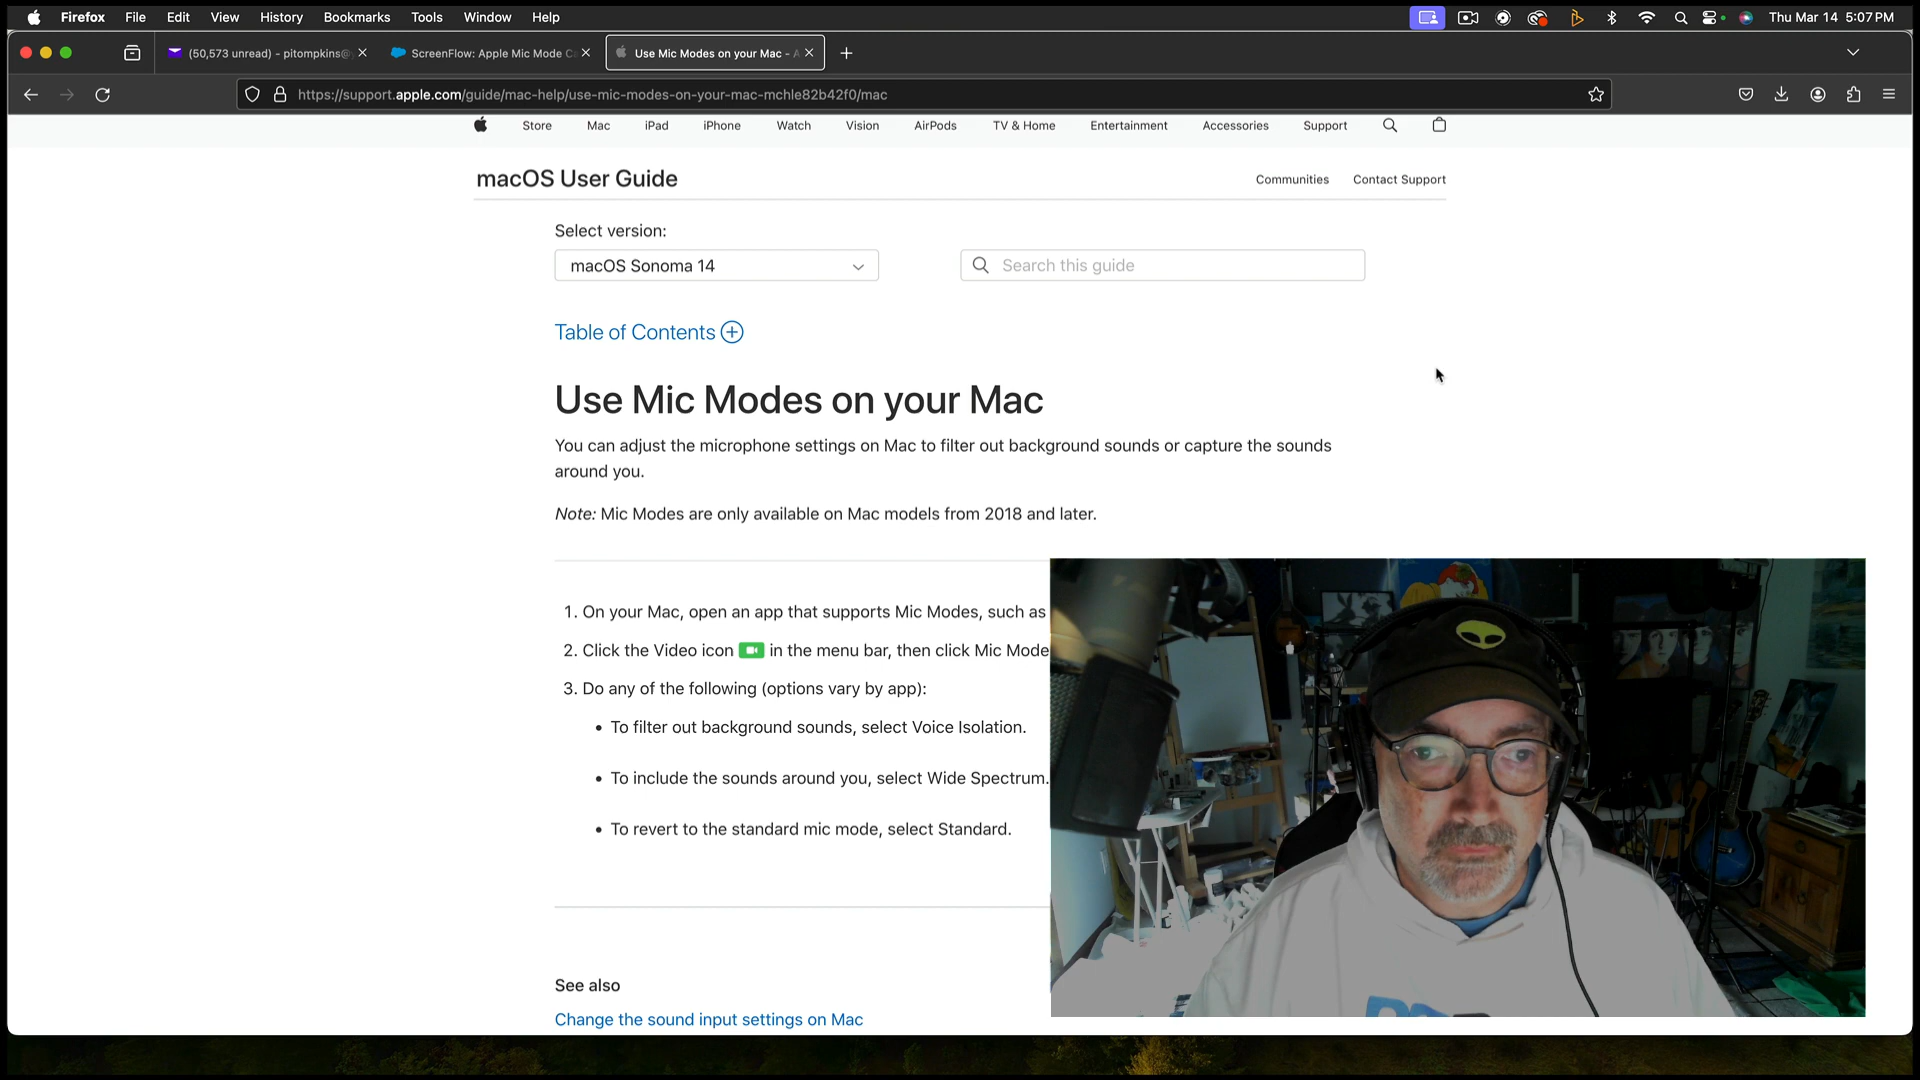 Firefox File Edit View History Bookmarks Tools Window Help Thu Mar 14 5:07 PM
(50,573 unread) - pitompkins@ ScreenFlow: Apple Mic Mode C Use Mic Modes on your Mac - A
https://support.apple.com/guide/mac-help/use-mic-modes-on-your-mac-mchle82b42f0/mac
Store Mac iPad iPhone Watch Vision AirPods TV & Home Entertainment Accessories Support
macOS User Guide Communities Contact Support
Select version:
macOS Sonoma 14 Search this guide
Table of Contents
Use Mic Modes on your Mac
You can adjust the microphone settings on Mac to filter out background sounds or capture the sounds
around you.
Note: Mic Modes are only available on Mac models from 2018 and later.
1. On your Mac, open an app that supports Mic Modes, such as
2. Click the Video icon in the menu bar, then click Mic Mode
3. Do any of the following (options vary by app):
• To filter out background sounds, select Voice Isolation.
• To include the sounds around you, select Wide Spectrum.
• To revert to the standard mic mode, select Standard.
See also
Change the sound input settings on Mac